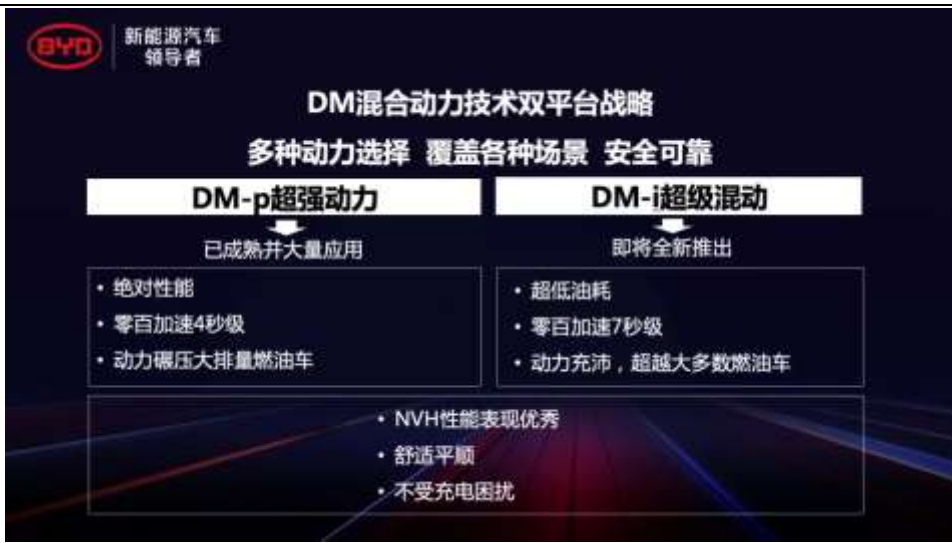 BYD
新能源汽车
领导者
DM混合动力技术双平台战略
多种动力选择 覆盖各种场景 安全可靠
DM-p超强动力
DM-i超级混动
已成熟并大量应用
即将全新推出
• 绝对性能
• 零百加速4秒级
• 动力碾压大排量燃油车
• 超低油耗
• 零百加速7秒级
• 动力充沛，超越大多数燃油车
• NVH性能表现优秀
• 舒适平顺
• 不受充电困扰